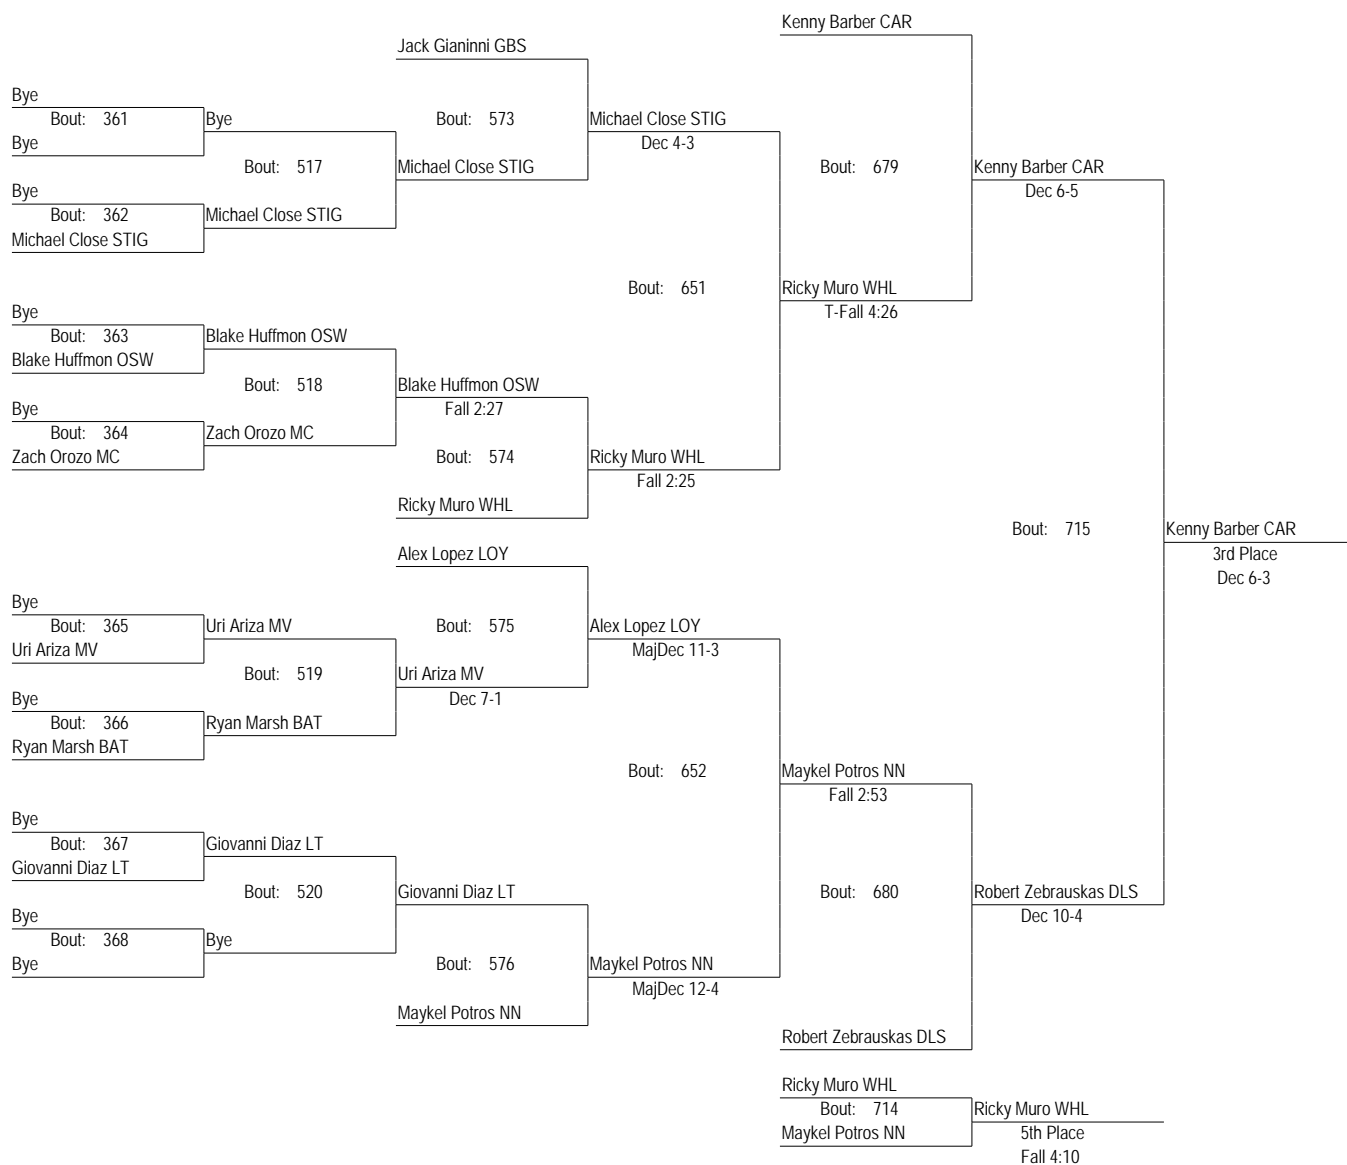 Kenny Barber CAR
Jack Gianinni GBS
Bye
Bout: 361
Bye
Bout: 573
Michael Close STIG
Bye
Dec 4-3
Bout: 517
Michael Close STIG
Bout: 679
Kenny Barber CAR
Bye
Dec 6-5
Bout: 362
Michael Close STIG
Michael Close STIG
Bout: 651
Ricky Muro WHL
Bye
T-Fall 4:26
Bout: 363
Blake Huffmon OSW
Blake Huffmon OSW
Bout: 518
Blake Huffmon OSW
Bye
Fall 2:27
Bout: 364
Zach Orozo MC
Zach Orozo MC
Bout: 574
Ricky Muro WHL
Fall 2:25
Ricky Muro WHL
Bout: 715
Kenny Barber CAR
Alex Lopez LOY
3rd Place
Dec 6-3
Bye
Bout: 365
Uri Ariza MV
Bout: 575
Alex Lopez LOY
Uri Ariza MV
MajDec 11-3
Bout: 519
Uri Ariza MV
Bye
Dec 7-1
Bout: 366
Ryan Marsh BAT
Ryan Marsh BAT
Bout: 652
Maykel Potros NN
Fall 2:53
Bye
Bout: 367
Giovanni Diaz LT
Giovanni Diaz LT
Bout: 520
Giovanni Diaz LT
Bout: 680
Robert Zebrauskas DLS
Bye
Dec 10-4
Bout: 368
Bye
Bye
Bout: 576
Maykel Potros NN
MajDec 12-4
Maykel Potros NN
Robert Zebrauskas DLS
Ricky Muro WHL
Bout: 714
Ricky Muro WHL
Maykel Potros NN
5th Place
Fall 4:10